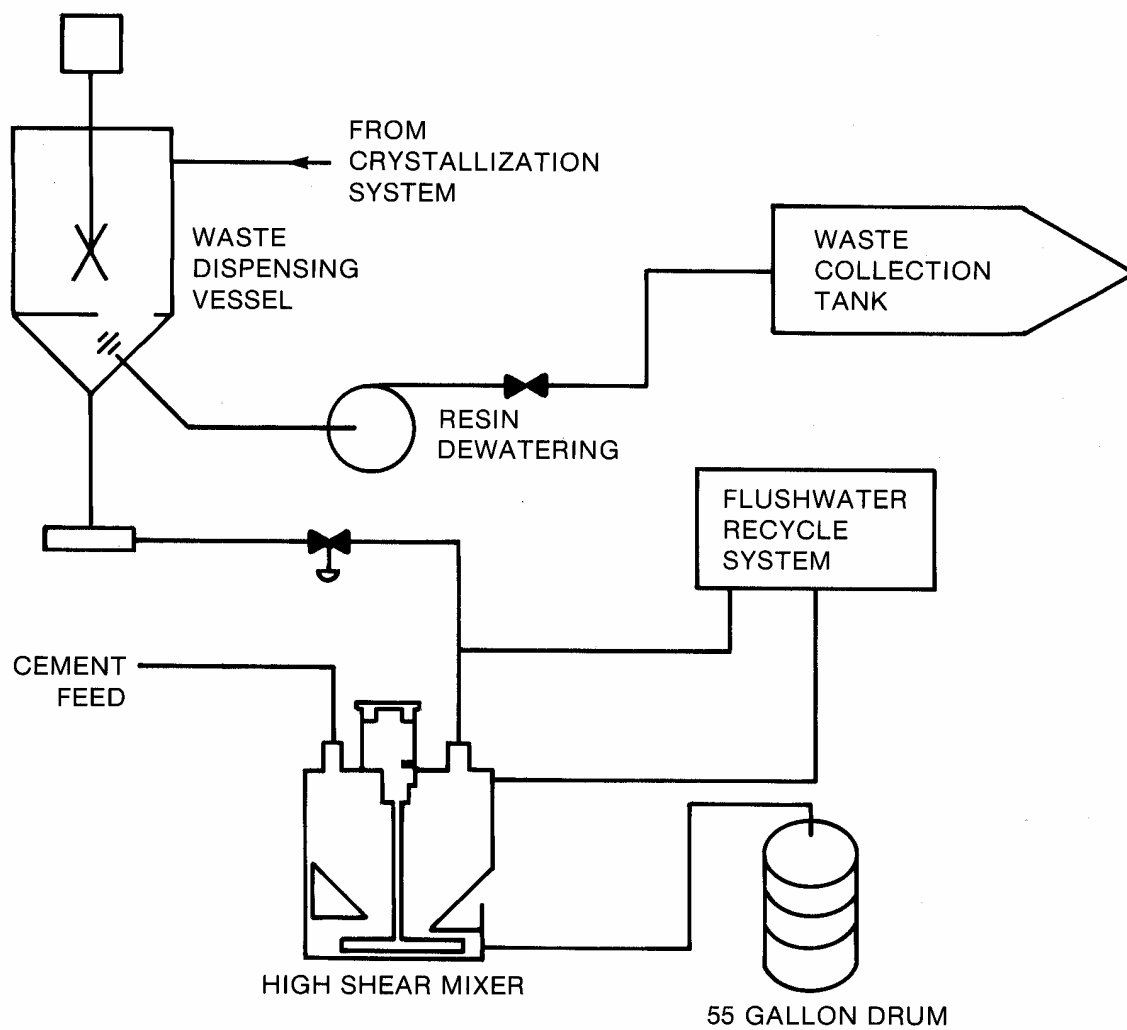 FROM
CRYSTALLIZATION
SYSTEM
WASTE
DISPENSING
VESSEL
WASTE
COLLECTION
TANK
RESIN
DEWATERING
FLUSHWATER
RECYCLE
SYSTEM
CEMENT
FEED
HIGH SHEAR MIXER
55 GALLON DRUM